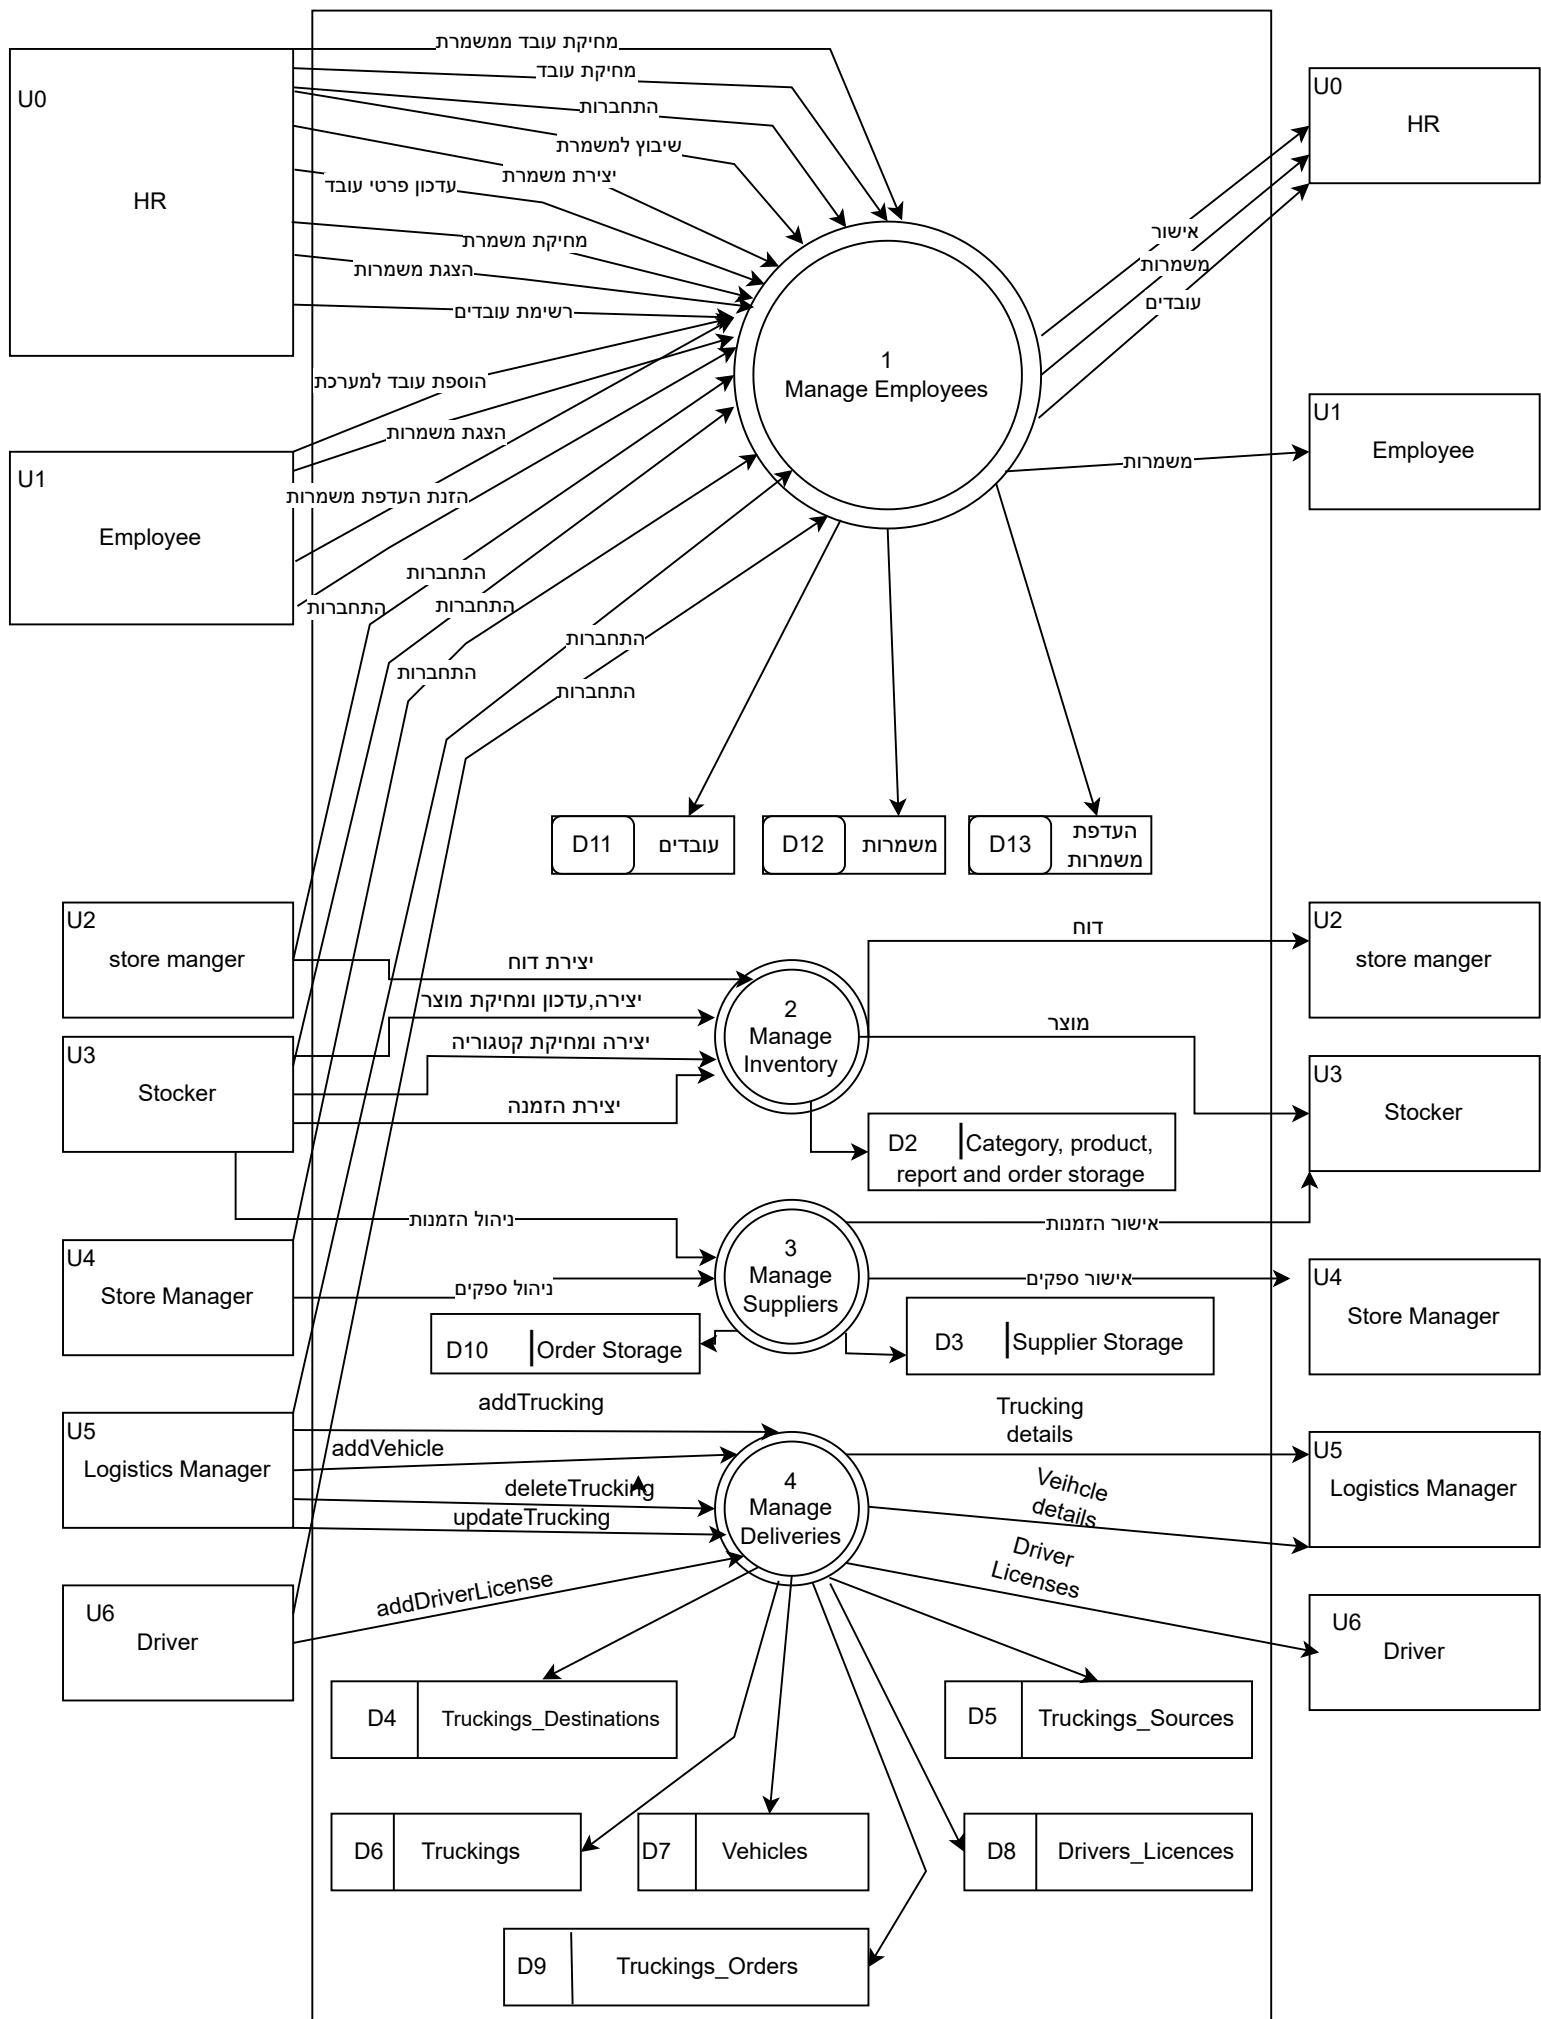 U0
HR
מחיקת עובד ממשמרת
מחיקת עובד
התחברות
שיבוץ למשמרת
יצירת משמרת
עדכון פרטי עובד
מחיקת משמרת
הצגת משמרות
רשימת עובדים
U0
HR
אישור
משמרות
עובדים
1
Manage Employees
הוספת עובד למערכת
הצגת משמרות
הזנת העדפת משמרות
U1
Employee
משמרות
U1
Employee
התחברות
התחברות
התחברות
התחברות
התחברות
התחברות
D11
עובדים
D12
משמרות
D13
העדפת
משמרות
U2
store manger
יצירת דוח
דוח
U2
store manger
יצירה,עדכון ומחיקת מוצר
2
Manage
Inventory
מוצר
U3
Stocker
יצירה ומחיקת קטגוריה
יצירת הזמנה
U3
Stocker
D2
Category, product,
report and order storage
ניהול הזמנות
אישור הזמנות
U4
Store Manager
ניהול ספקים
3
Manage
Suppliers
אישור ספקים
U4
Store Manager
D10
Order Storage
D3
Supplier Storage
addTrucking
Trucking
details
U5
Logistics Manager
addVehicle
deleteTrucking
updateTrucking
4
Manage
Deliveries
Veihcle
details
U5
Logistics Manager
Driver
Licenses
U6
Driver
addDriverLicense
U6
Driver
D4
Truckings_Destinations
D5
Truckings_Sources
D6
Truckings
D7
Vehicles
D8
Drivers_Licences
D9
Truckings_Orders